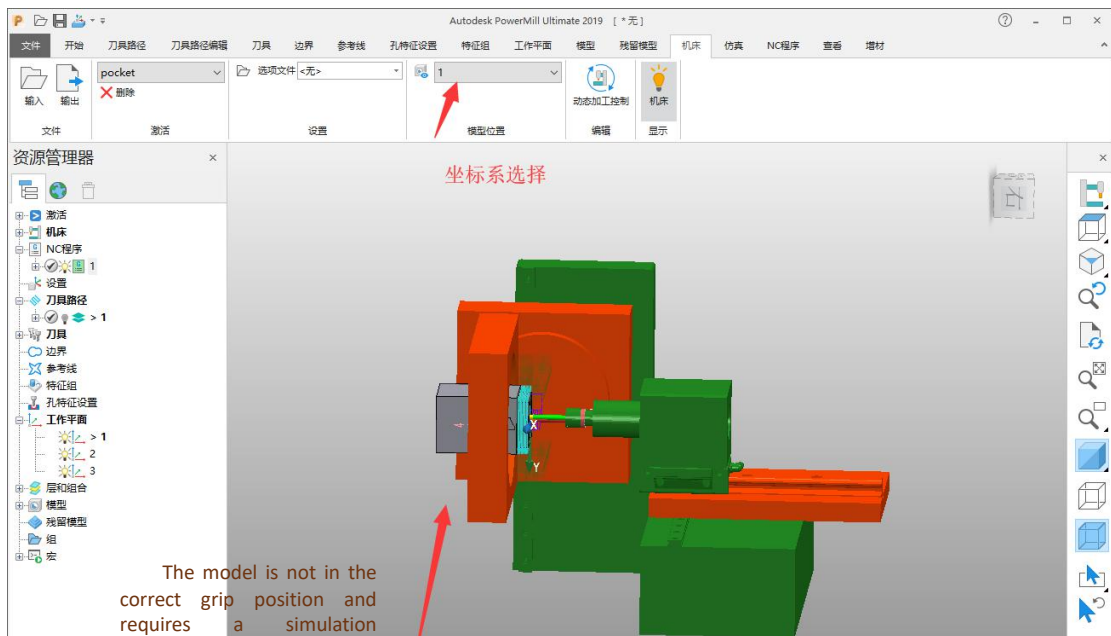 Autodesk PowerMill Ultimate 2019 [ *无 ]
文件 开始 刀具路径 刀具路径编辑 刀具 边界 参考线 孔特征设置 特征组 工作平面 模型 残留模型 机床 仿真 NC程序 查看 增材
pocket 选项文件 <无> 1
输入 输出 删除 动态加工控制 机床
文件 激活 设置 模型位置 编辑 显示
资源管理器
坐标系选择
激活
机床
NC程序
1
设置
刀具路径
> 1
刀具
边界
参考线
特征组
孔特征设置
工作平面
> 1
2
3
层和组合
模型
残留模型
组
宏
4
X
Y
The model is not in the
correct grip position and
requires a simulation